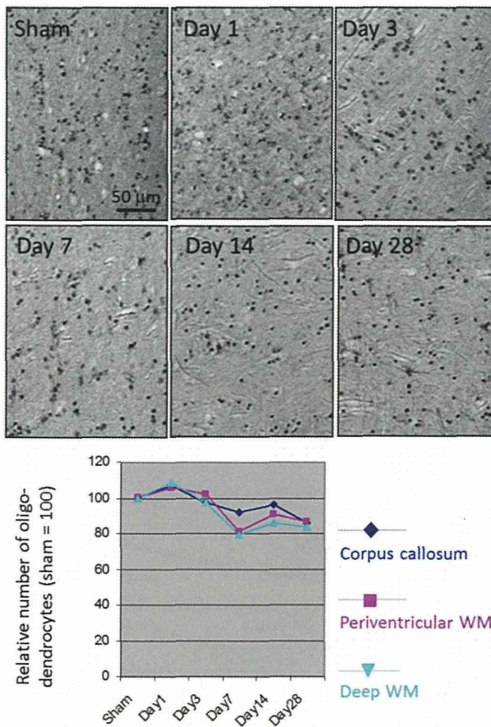 Sham
Day 1
Day 3
50 µm
Day 7
Day 14
Day 28
Relative number of oligo-
dendrocytes (sham = 100)
120
100
80
60
40
20
0
Sham
Day1
Day3
Day7
Day14
Day28
Corpus callosum
Periventricular WM
Deep WM